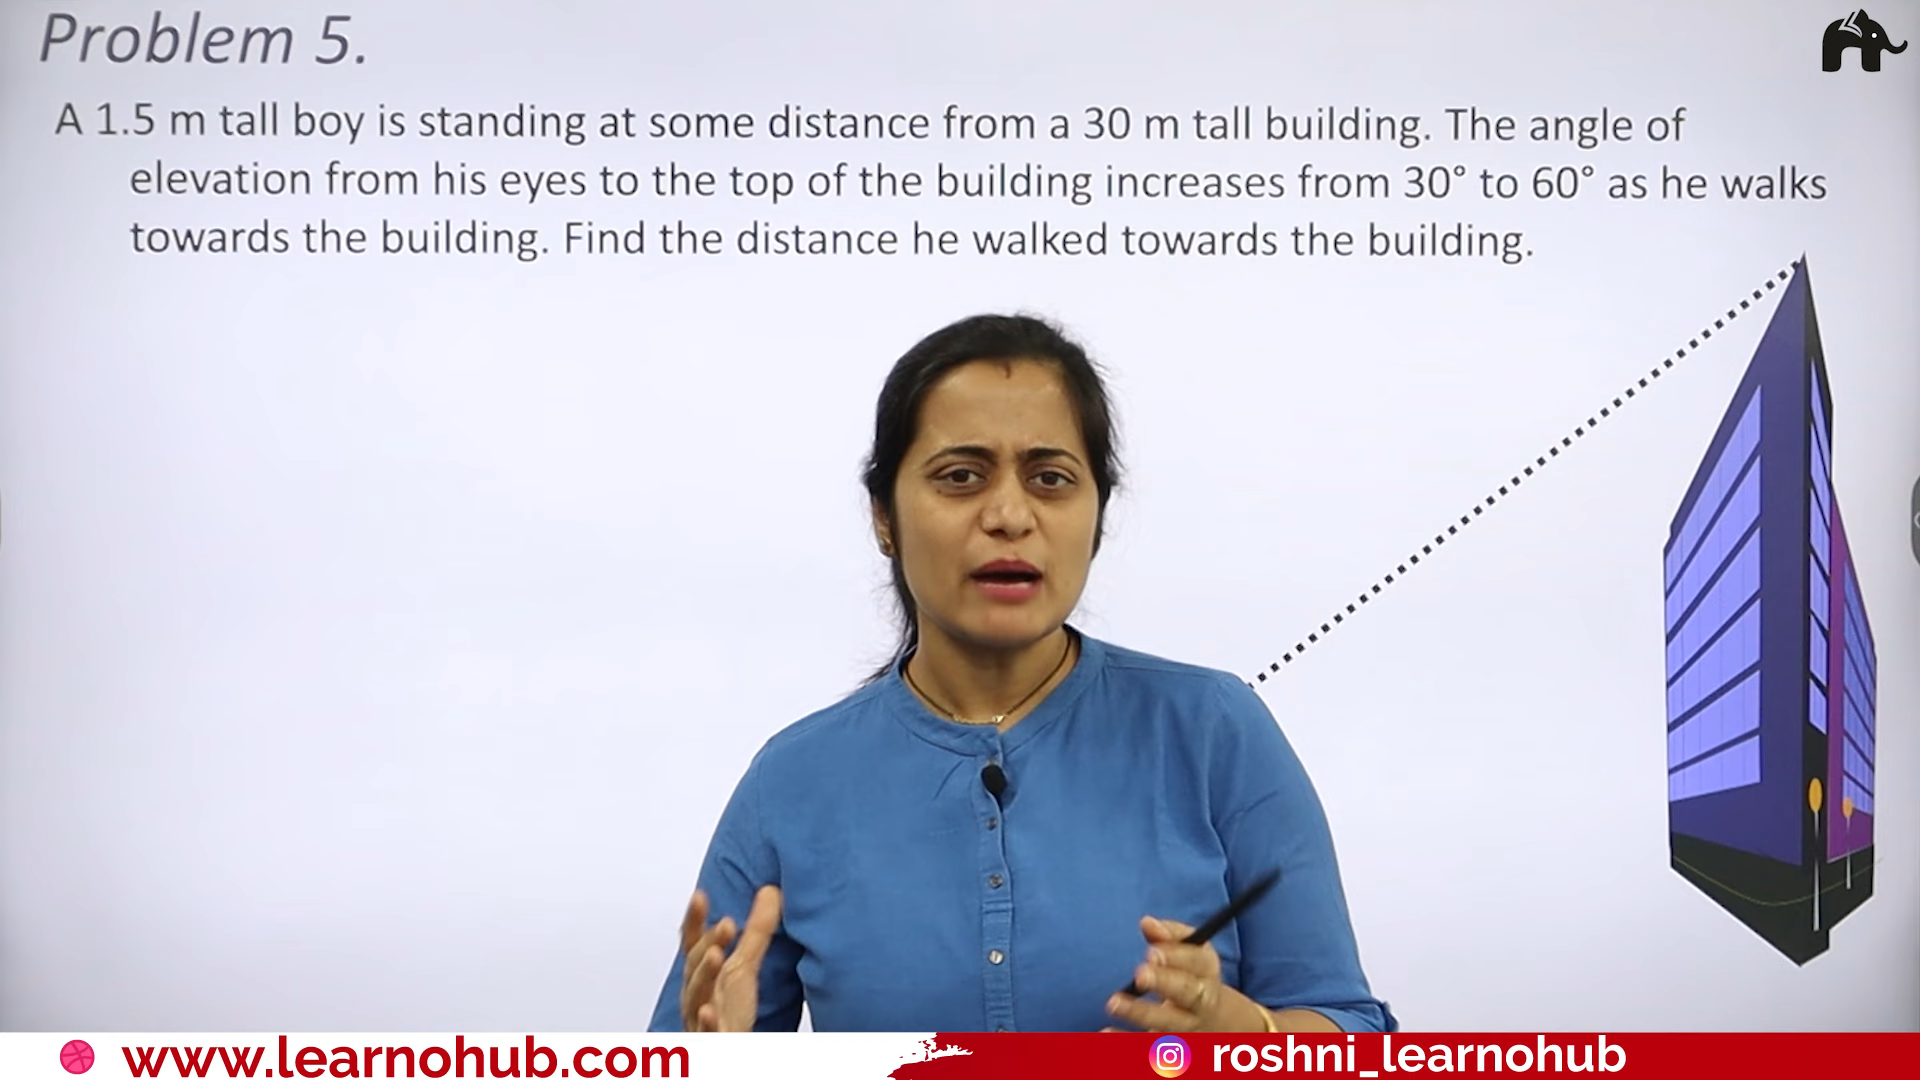 Problem 5.
A 1.5 m tall boy is standing at some distance from a 30 m tall building. The angle of
elevation from his eyes to the top of the building increases from 30° to 60° as he walks
towards the building. Find the distance he walked towards the building.
www.learnohub.com
roshni_learnohub